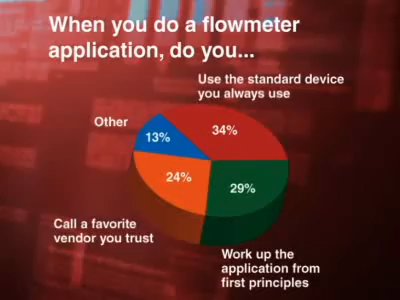 When you do a flowmeter
application, do you...
Use the standard device
you always use
Other
34%
13%
24%
29%
Call a favorite
vendor you trust
Work up the
application from
first principles